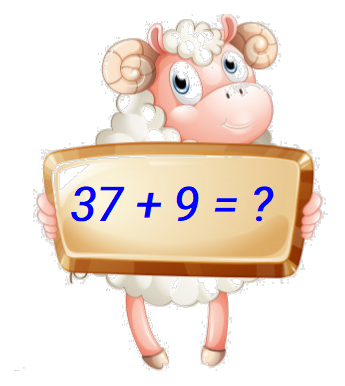 37 + 9 = ?